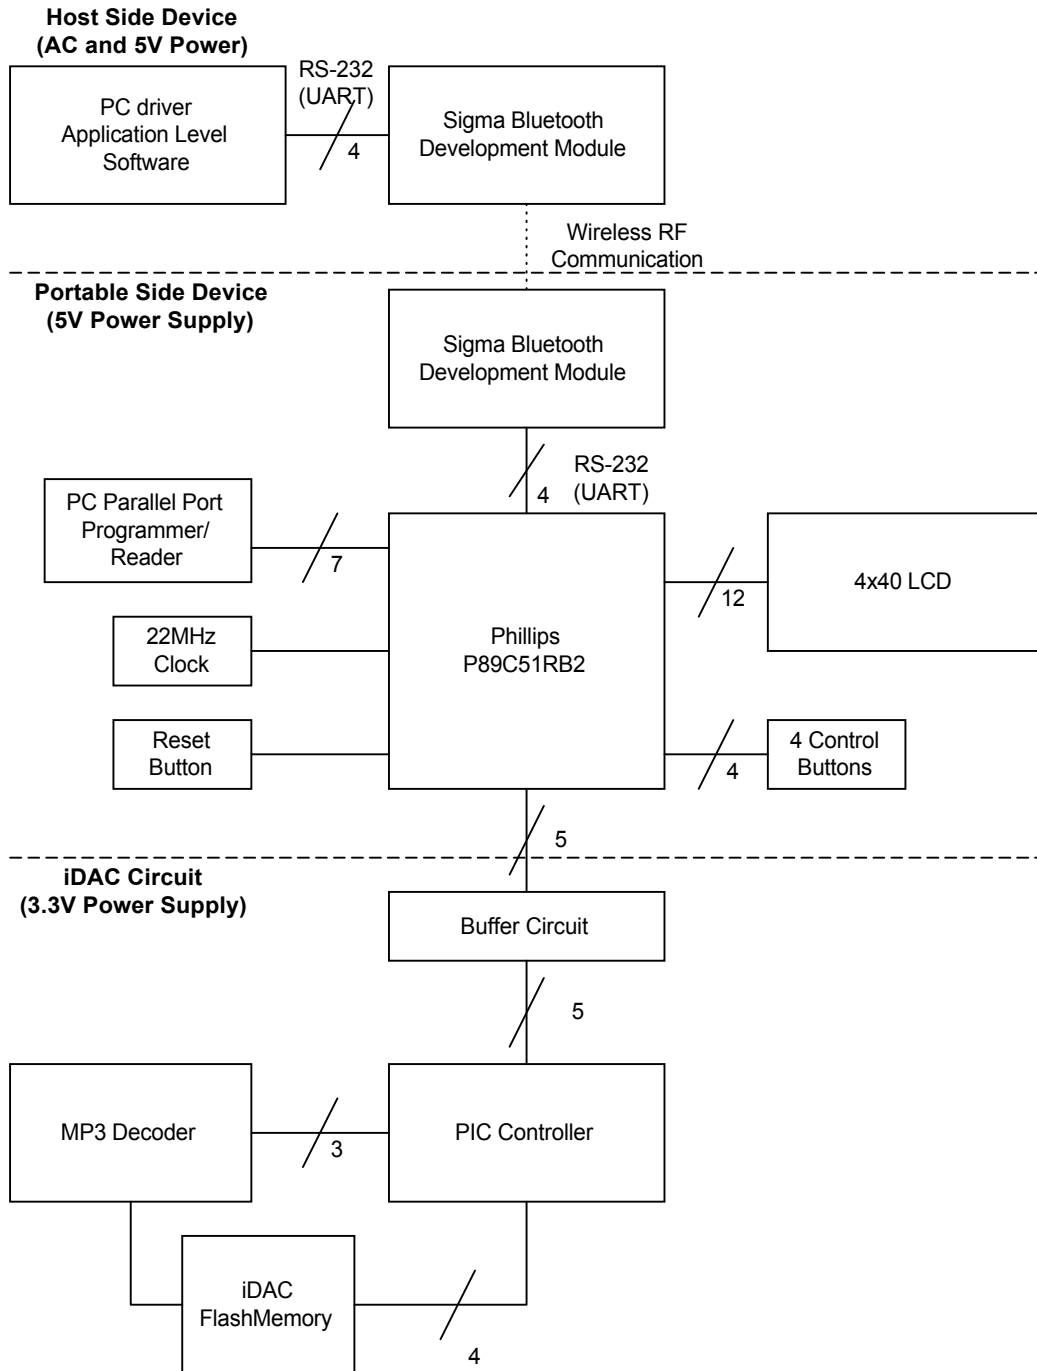 Host Side Device
(AC and 5V Power)
RS-232
(UART)
PC driver
Application Level
Software
4
Sigma Bluetooth
Development Module
Wireless RF
Communication
Portable Side Device
(5V Power Supply)
Sigma Bluetooth
Development Module
RS-232
(UART)
4
PC Parallel Port
Programmer/
Reader
7
12
4x40 LCD
22MHz
Clock
Phillips
P89C51RB2
Reset
Button
4
4 Control
Buttons
5
iDAC Circuit
(3.3V Power Supply)
Buffer Circuit
5
MP3 Decoder
3
PIC Controller
iDAC
FlashMemory
4